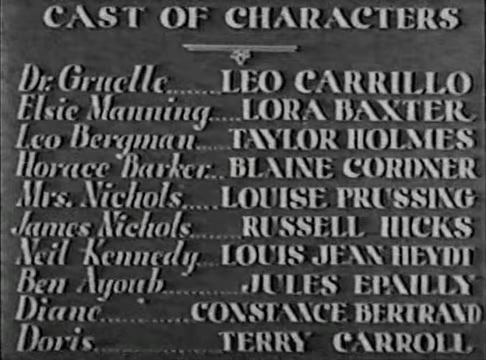 CAST OF CHARACTERS
Dr. Gruelle...... LEO CARRILLO
Elsie Manning.... LORA BAXTER
Leo Bergman..... TAYLOR HOLMES
Horace Barker.. BLAINE CORDNER
Mrs. Nichols..... LOUISE PRUSSING
James Nichols..... RUSSELL HICKS
Neil Kennedy... LOUIS JEAN HEYDT
Ben Ayoub......... JULES EPAILLY
Diane............ CONSTANCE BERTRAND
Doris.............. TERRY CARROLL